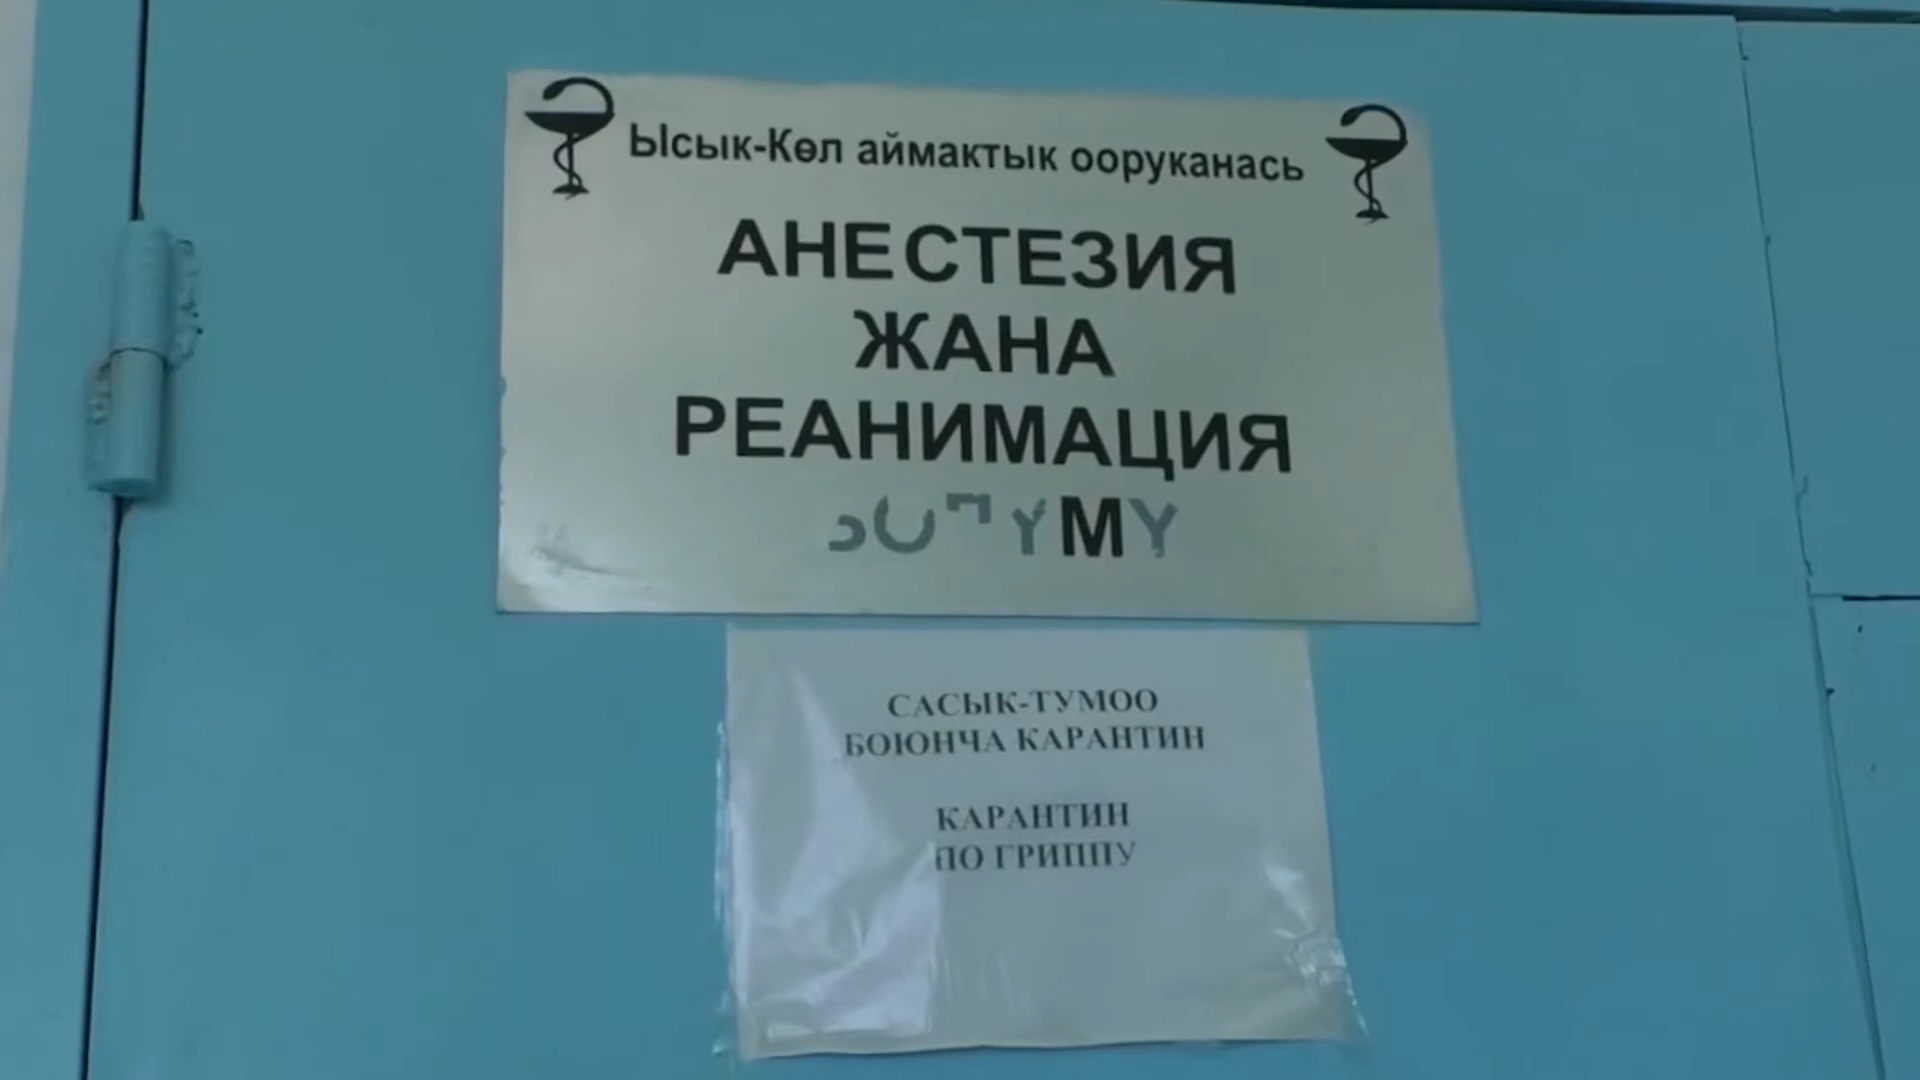 Ысык-Көл аймактык ооруканась
АНЕСТЕЗИЯ
ЖАНА
РЕАНИМАЦИЯ
САСЫК-ТУМОО
БОЮНЧА КАРАНТИН
КАРАНТИН
ПО ГРИППУ